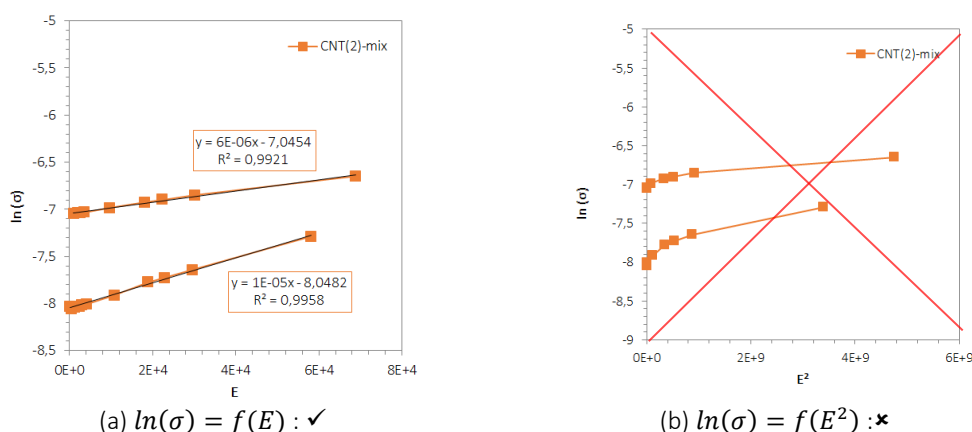 -5
-5,5
-6
-6,5
-7
-7,5
-8
-8,5
ln (σ)
CNT(2)-mix
y = 6E-06x - 7,0454
R² = 0,9921
y = 1E-05x - 8,0482
R² = 0,9958
0E+0 2E+4 4E+4 6E+4 8E+4
E
(a) ln(σ) = f(E) : ✓
-5
-5,5
-6
-6,5
-7
-7,5
-8
-8,5
-9
ln (σ)
CNT(2)-mix
0E+0 2E+9 4E+9 6E+9
E²
(b) ln(σ) = f(E²) :✖